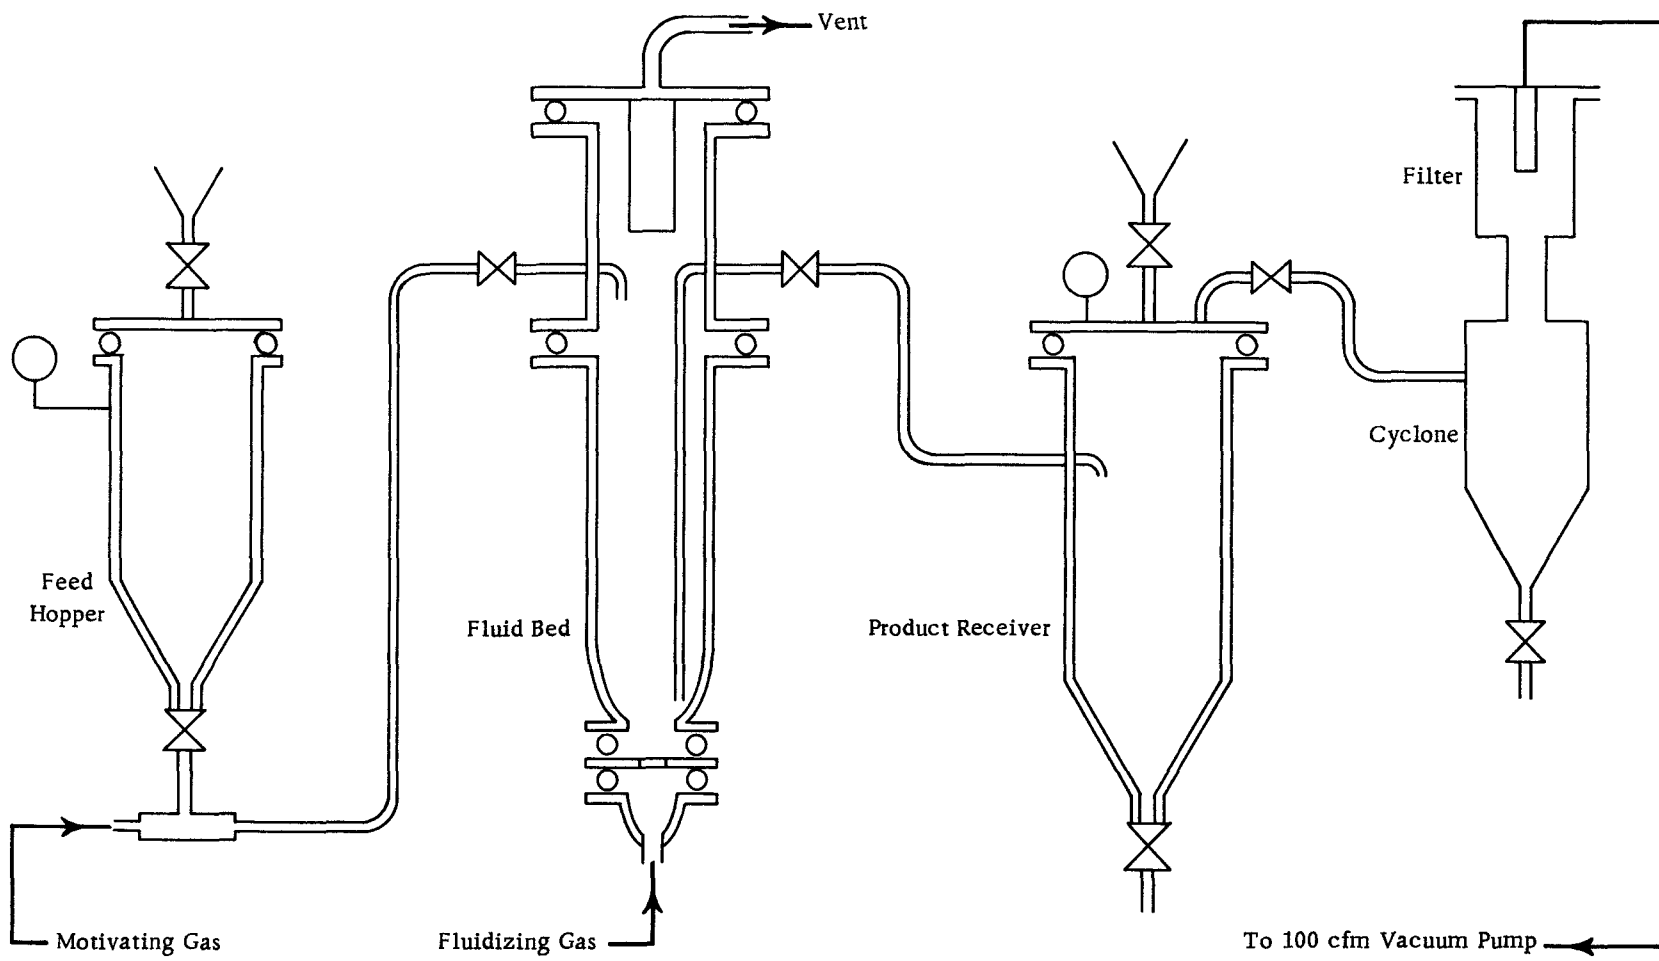 Vent
Filter
Cyclone
Feed
Hopper
Fluid Bed
Product Receiver
Motivating Gas
Fluidizing Gas
To 100 cfm Vacuum Pump